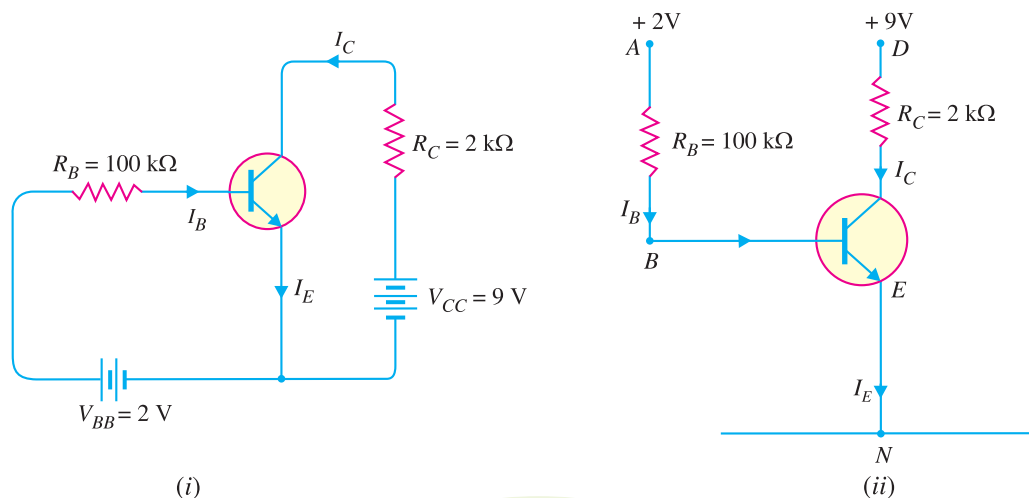 I_C
R_B = 100 kΩ
R_C = 2 kΩ
I_B
I_E
V_CC = 9 V
V_BB = 2 V
(i)
+ 2V
A
+ 9V
D
R_B = 100 kΩ
R_C = 2 kΩ
I_C
I_B
B
E
I_E
N
(ii)